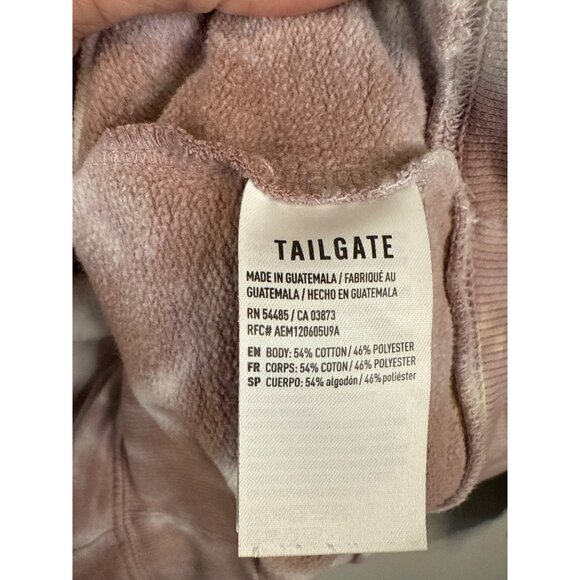 TAILGATE
MADE IN GUATEMALA / FABRIQUÉ AU
GUATEMALA / HECHO EN GUATEMALA
RN 54485 / CA 03873
RFC# AEM120605U9A
EN BODY: 54% COTTON / 46% POLYESTER
FR CORPS: 54% COTON / 46% POLYESTER
SP CUERPO: 54% algodón / 46% poliéster